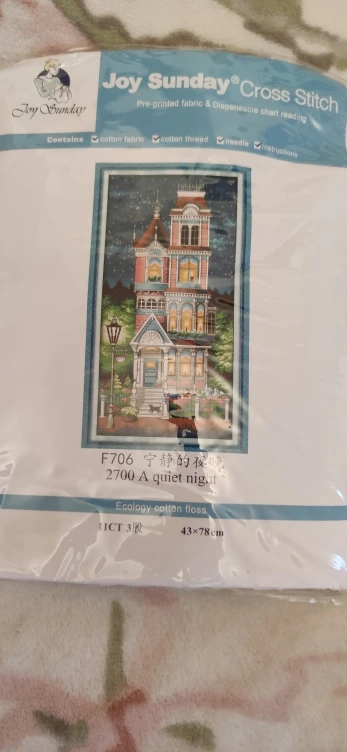 Joy Sunday® Cross Stitch
Joy Sunday
Pre-printed fabric & Dispensable chart reading
Contains cotton fabric cotton thread needle instructions
F706 宁静的夜晚
2700 A quiet night
Ecology cotton floss
11CT 3股 43×78cm